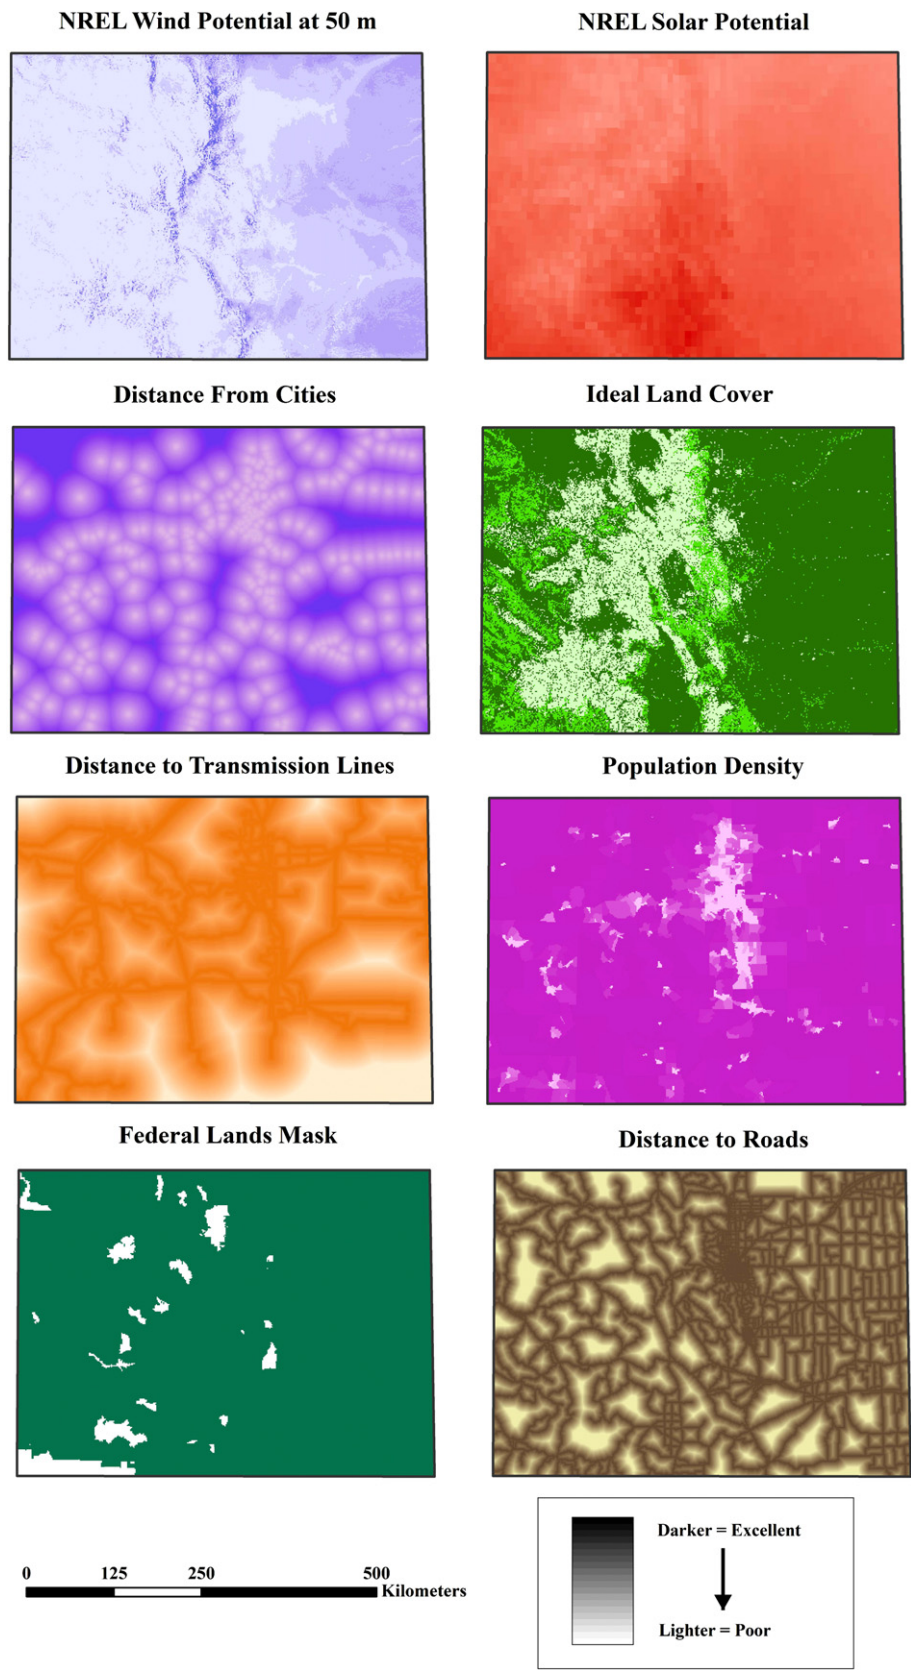 NREL Wind Potential at 50 m
NREL Solar Potential
Distance From Cities
Ideal Land Cover
Distance to Transmission Lines
Population Density
Federal Lands Mask
Distance to Roads
0 125 250 500
Kilometers
Darker = Excellent
Lighter = Poor